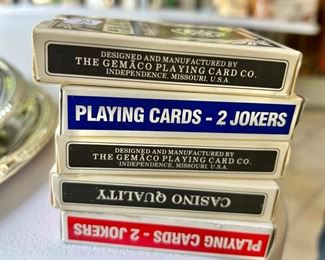 DESIGNED AND MANUFACTURED BY
THE GEMACO PLAYING CARD CO.
INDEPENDENCE, MISSOURI, U.S.A.
PLAYING CARDS - 2 JOKERS
DESIGNED AND MANUFACTURED BY
THE GEMACO PLAYING CARD CO.
INDEPENDENCE, MISSOURI, U.S.A.
CASINO QUALITY
PLAYING CARDS - 2 JOKERS